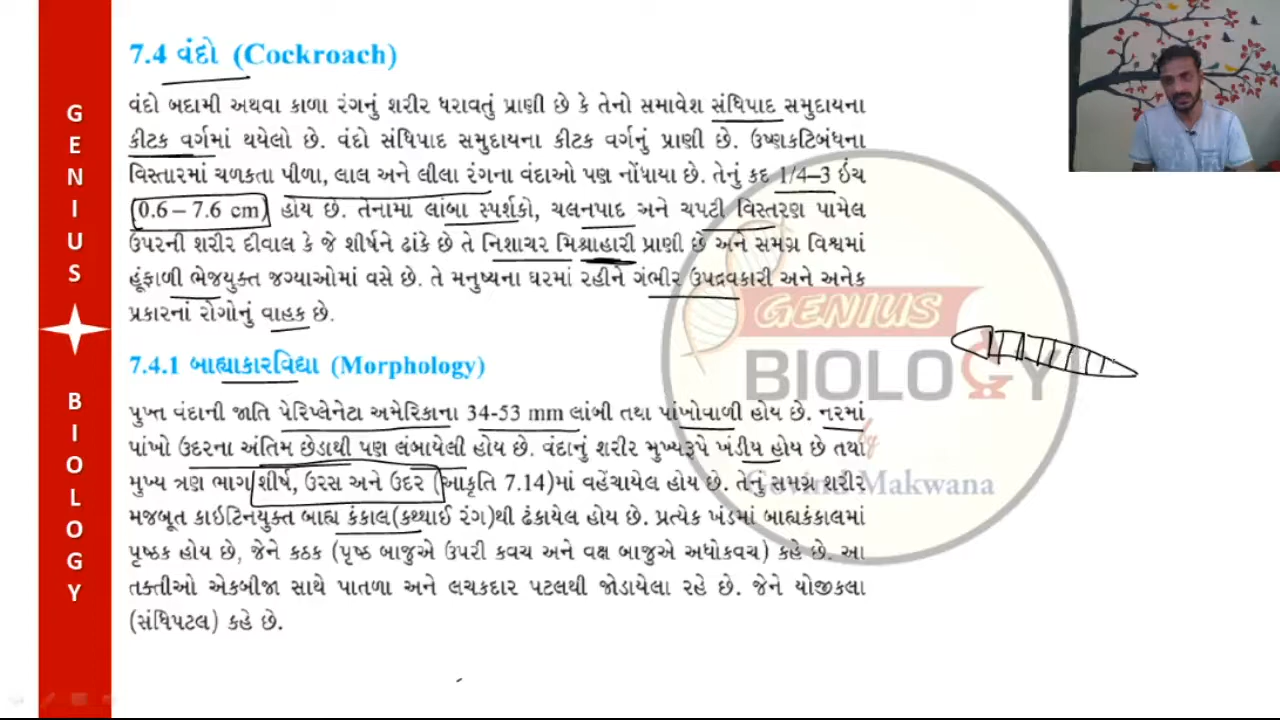 GENIUS BIOLOGY
7.4 વંદો (Cockroach)
વંદો બદામી અથવા કાળા રંગનું શરીર ધરાવતું પ્રાણી છે કે તેનો સમાવેશ સંધિપાદ સમુદાયના
કીટક વર્ગમાં થયેલો છે. વંદો સંધિપાદ સમુદાયના કીટક વર્ગનું પ્રાણી છે. ઉષ્ણકટિબંધના
વિસ્તારમાં ચળકતા પીળા, લાલ અને લીલા રંગના વંદાઓ પણ નોંધાયા છે. તેનું કદ 1/4–3 ઇંચ
(0.6 – 7.6 cm) હોય છે. તેનામા લાંબા સ્પર્શકો, ચલનપાદ અને ચપટી વિસ્તરણ પામેલ
ઉપરની શરીર દીવાલ કે જે શીર્ષને ઢાંકે છે તે નિશાચર મિશ્રાહારી પ્રાણી છે અને સમગ્ર વિશ્વમાં
હૂંફાળી ભેજયુક્ત જગ્યાઓમાં વસે છે. તે મનુષ્યના ઘરમાં રહીને ગંભીર ઉપદ્રવકારી અને અનેક
પ્રકારનાં રોગોનું વાહક છે.
7.4.1 બાહ્યાકારવિદ્યા (Morphology)
પુખ્ત વંદાની જાતિ પેરિપ્લેનેટા અમેરિકાના 34-53 mm લાંબી તથા પાંખોવાળી હોય છે. નરમાં
પાંખો ઉદરના અંતિમ છેડાથી પણ લંબાયેલી હોય છે. વંદાનું શરીર મુખ્યરૂપે ખંડીય હોય છે તથા
મુખ્ય ત્રણ ભાગ શીર્ષ, ઉરસ અને ઉદર (આકૃતિ 7.14)માં વહેંચાયેલ હોય છે. તેનું સમગ્ર શરીર
મજબૂત કાઇટિનયુક્ત બાહ્ય કંકાલ(કથ્થાઈ રંગ)થી ઢંકાયેલ હોય છે. પ્રત્યેક ખંડમાં બાહ્યકંકાલમાં
પૃષ્ઠક હોય છે, જેને કઠક (પૃષ્ઠ બાજુએ ઉપરી કવચ અને વક્ષ બાજુએ અધોકવચ) કહે છે. આ
તક્તીઓ એકબીજા સાથે પાતળા અને લચકદાર પટલથી જોડાયેલા રહે છે. જેને યોજીકલા
(સંધિપટલ) કહે છે.
GENIUS
BIOLOGY
by
Govind Makwana